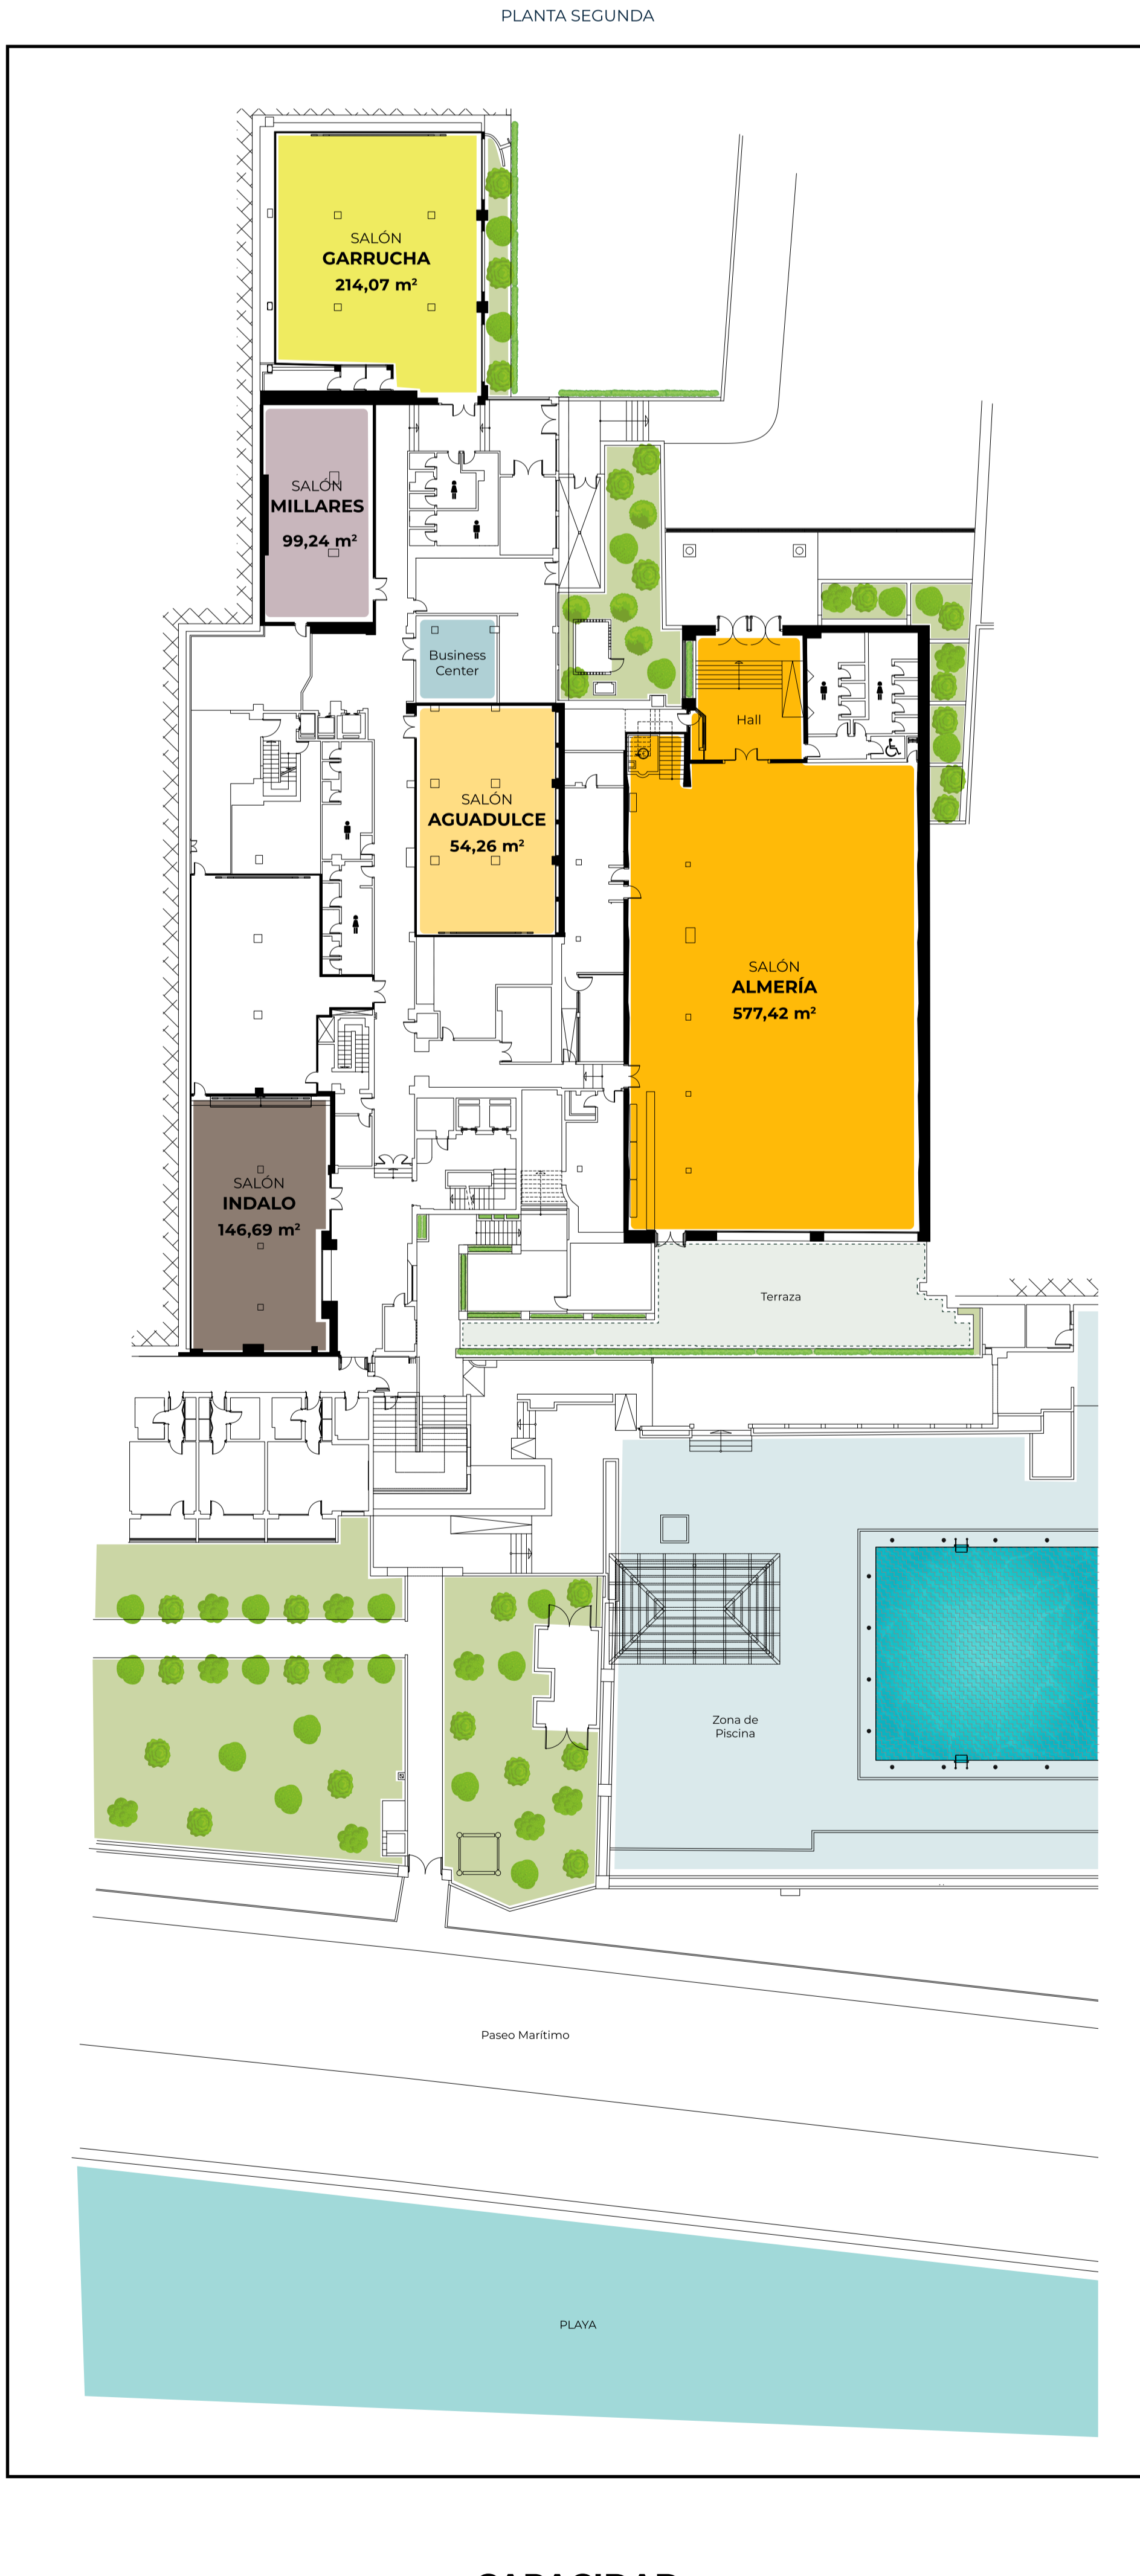 PLANTA SEGUNDA
SALÓN
GARRUCHA
214,07 m²
SALÓN
MILLARES
99,24 m²
Business
Center
Hall
SALÓN
AGUADULCE
54,26 m²
SALÓN
ALMERÍA
577,42 m²
SALÓN
INDALO
146,69 m²
Terraza
Zona de
Piscina
Paseo Marítimo
PLAYA
CAPACIDAD